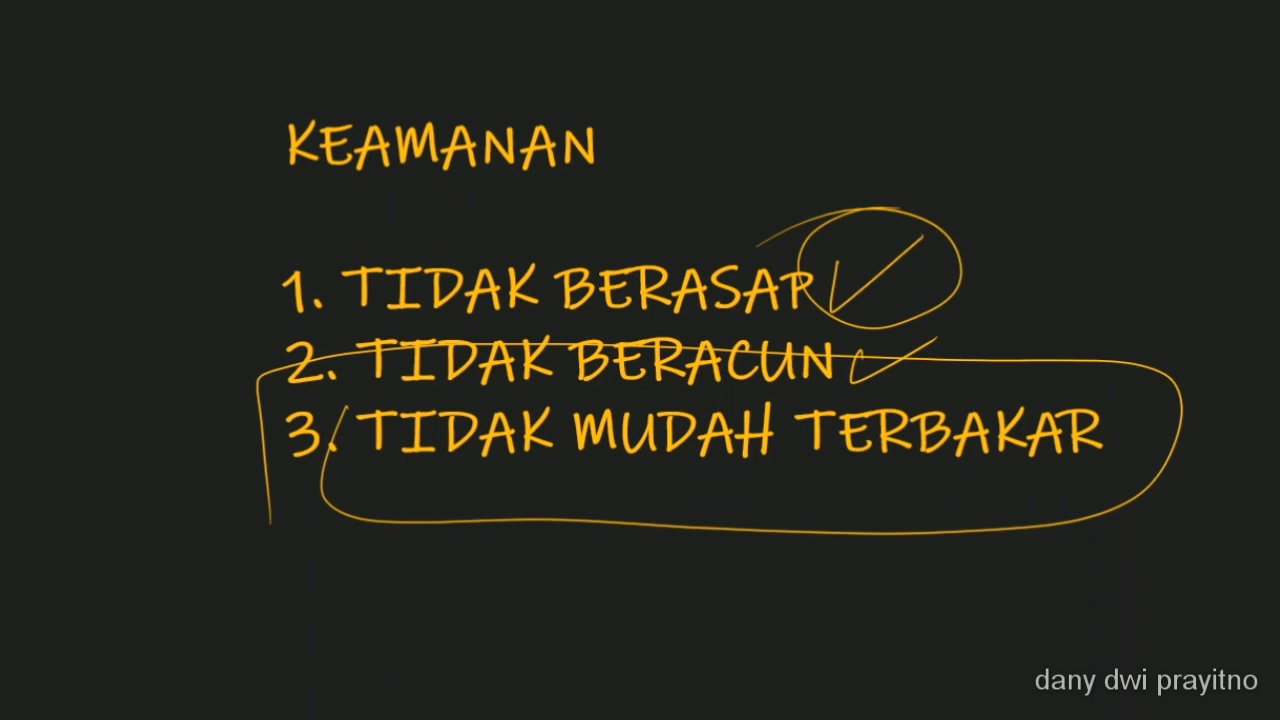 KEAMANAN
1. TIDAK BERASAP
2. TIDAK BERACUN
3. TIDAK MUDAH TERBAKAR
dany dwi prayitno